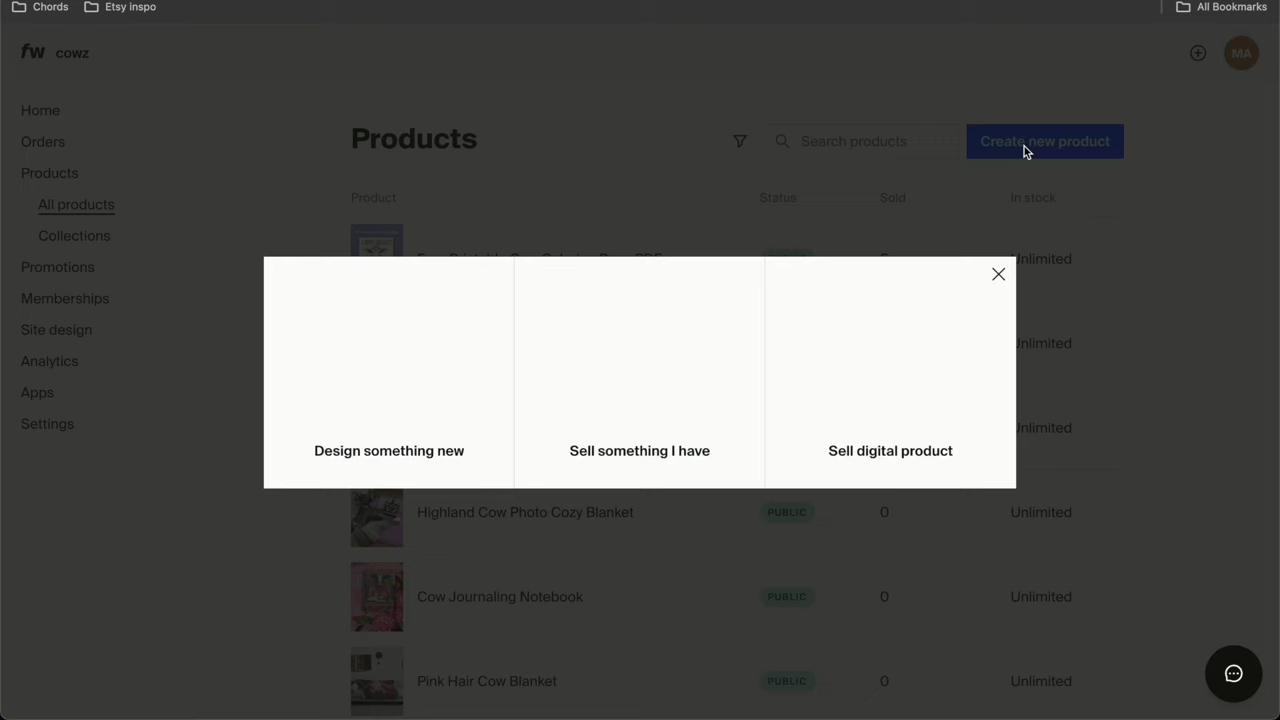 Chords
Etsy inspo
All Bookmarks
fw cowz
MA
Home
Orders
Products
All products
Collections
Promotions
Memberships
Site design
Analytics
Apps
Settings
Products
Search products
Create new product
Product
Status
Sold
In stock
Unlimited
Unlimited
Unlimited
Design something new
Sell something I have
Sell digital product
Highland Cow Photo Cozy Blanket
PUBLIC
0
Unlimited
Cow Journaling Notebook
PUBLIC
0
Unlimited
Pink Hair Cow Blanket
PUBLIC
0
Unlimited